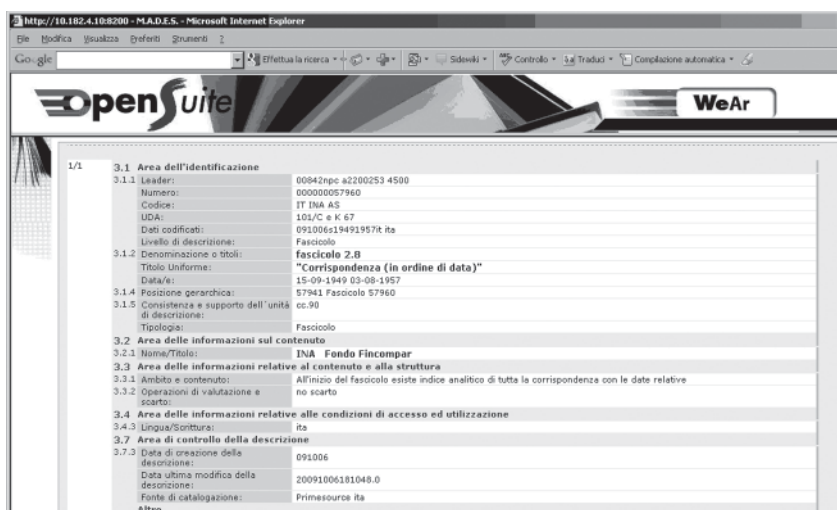 http://10.182.4.10:8200 - M.A.D.E.S. - Microsoft Internet Explorer
File Modifica Visualizza Preferiti Strumenti ?
Google Effettua la ricerca Sidewiki Controllo Traduci Compilazione automatica
OpenSuite WeAr
1/1 3.1 Area dell'identificazione
3.1.1 Leader: 00842npc a2200253 4500
Numero: 000000057960
Codice: IT INA AS
UDA: 101/C e K 67
Dati codificati: 091006s19491957it ita
Livello di descrizione: Fascicolo
3.1.2 Denominazione o titoli: fascicolo 2.8
Titolo Uniforme: "Corrispondenza (in ordine di data)"
Data/e: 15-09-1949 03-08-1957
3.1.4 Posizione gerarchica: 57941 Fascicolo 57960
3.1.5 Consistenza e supporto dell'unità cc.90
di descrizione:
Tipologia: Fascicolo
3.2 Area delle informazioni sul contenuto
3.2.1 Nome/Titolo: INA Fondo Fincompar
3.3 Area delle informazioni relative al contenuto e alla struttura
3.3.1 Ambito e contenuto: All'inizio del fascicolo esiste indice analitico di tutta la corrispondenza con le date relative
3.3.2 Operazioni di valutazione e no scarto
scarto:
3.4 Area delle informazioni relative alle condizioni di accesso ed utilizzazione
3.4.3 Lingua/Scrittura: ita
3.7 Area di controllo della descrizione
3.7.3 Data di creazione della 091006
descrizione:
Data ultima modifica della 20091006181048.0
descrizione:
Fonte di catalogazione: Primesource ita
Altro